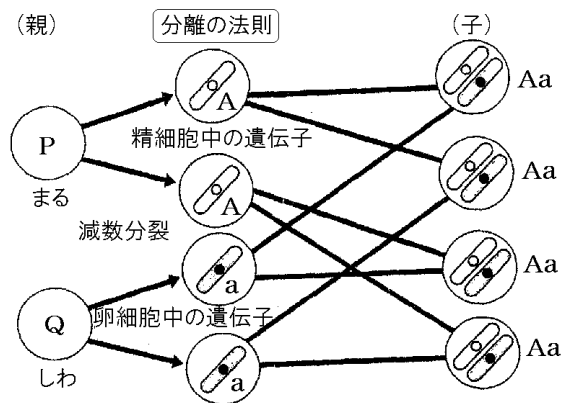 （親）
分離の法則
（子）
P
まる
A
精細胞中の遺伝子
A
減数分裂
Q
しわ
a
卵細胞中の遺伝子
a
Aa
Aa
Aa
Aa